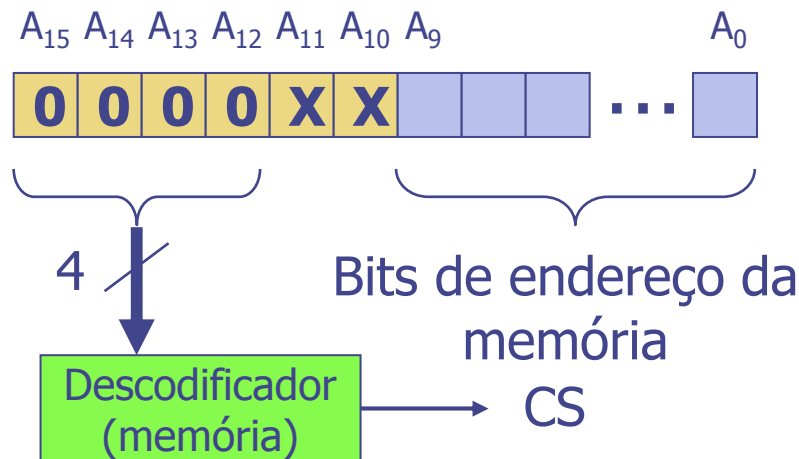 A₁₅ A₁₄ A₁₃ A₁₂ A₁₁ A₁₀ A₉ A₀
0 0 0 0 X X ...
4
Bits de endereço da
memória
Descodificador
(memória)
CS